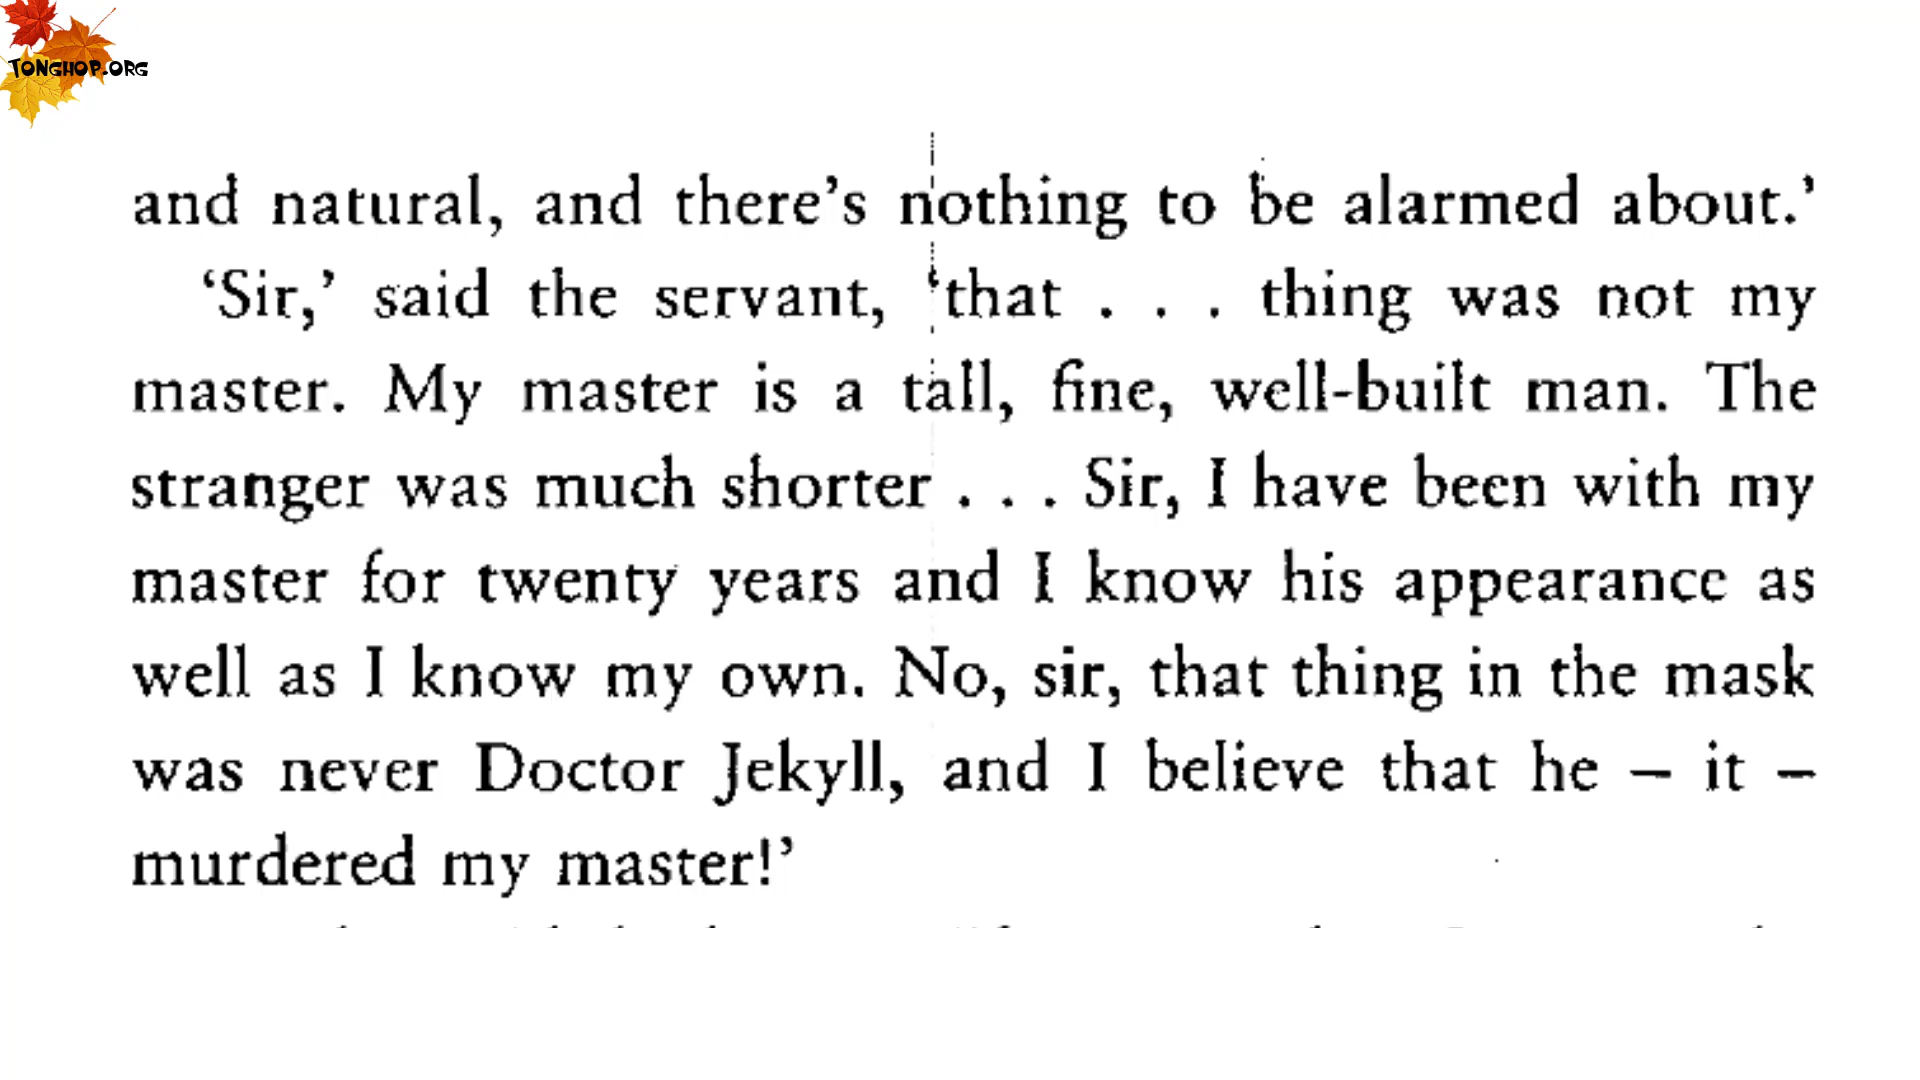 TONGHOP.ORG
and natural, and there’s nothing to be alarmed about.’
‘Sir,’ said the servant, ‘that . . . thing was not my
master. My master is a tall, fine, well-built man. The
stranger was much shorter . . . Sir, I have been with my
master for twenty years and I know his appearance as
well as I know my own. No, sir, that thing in the mask
was never Doctor Jekyll, and I believe that he – it –
murdered my master!’